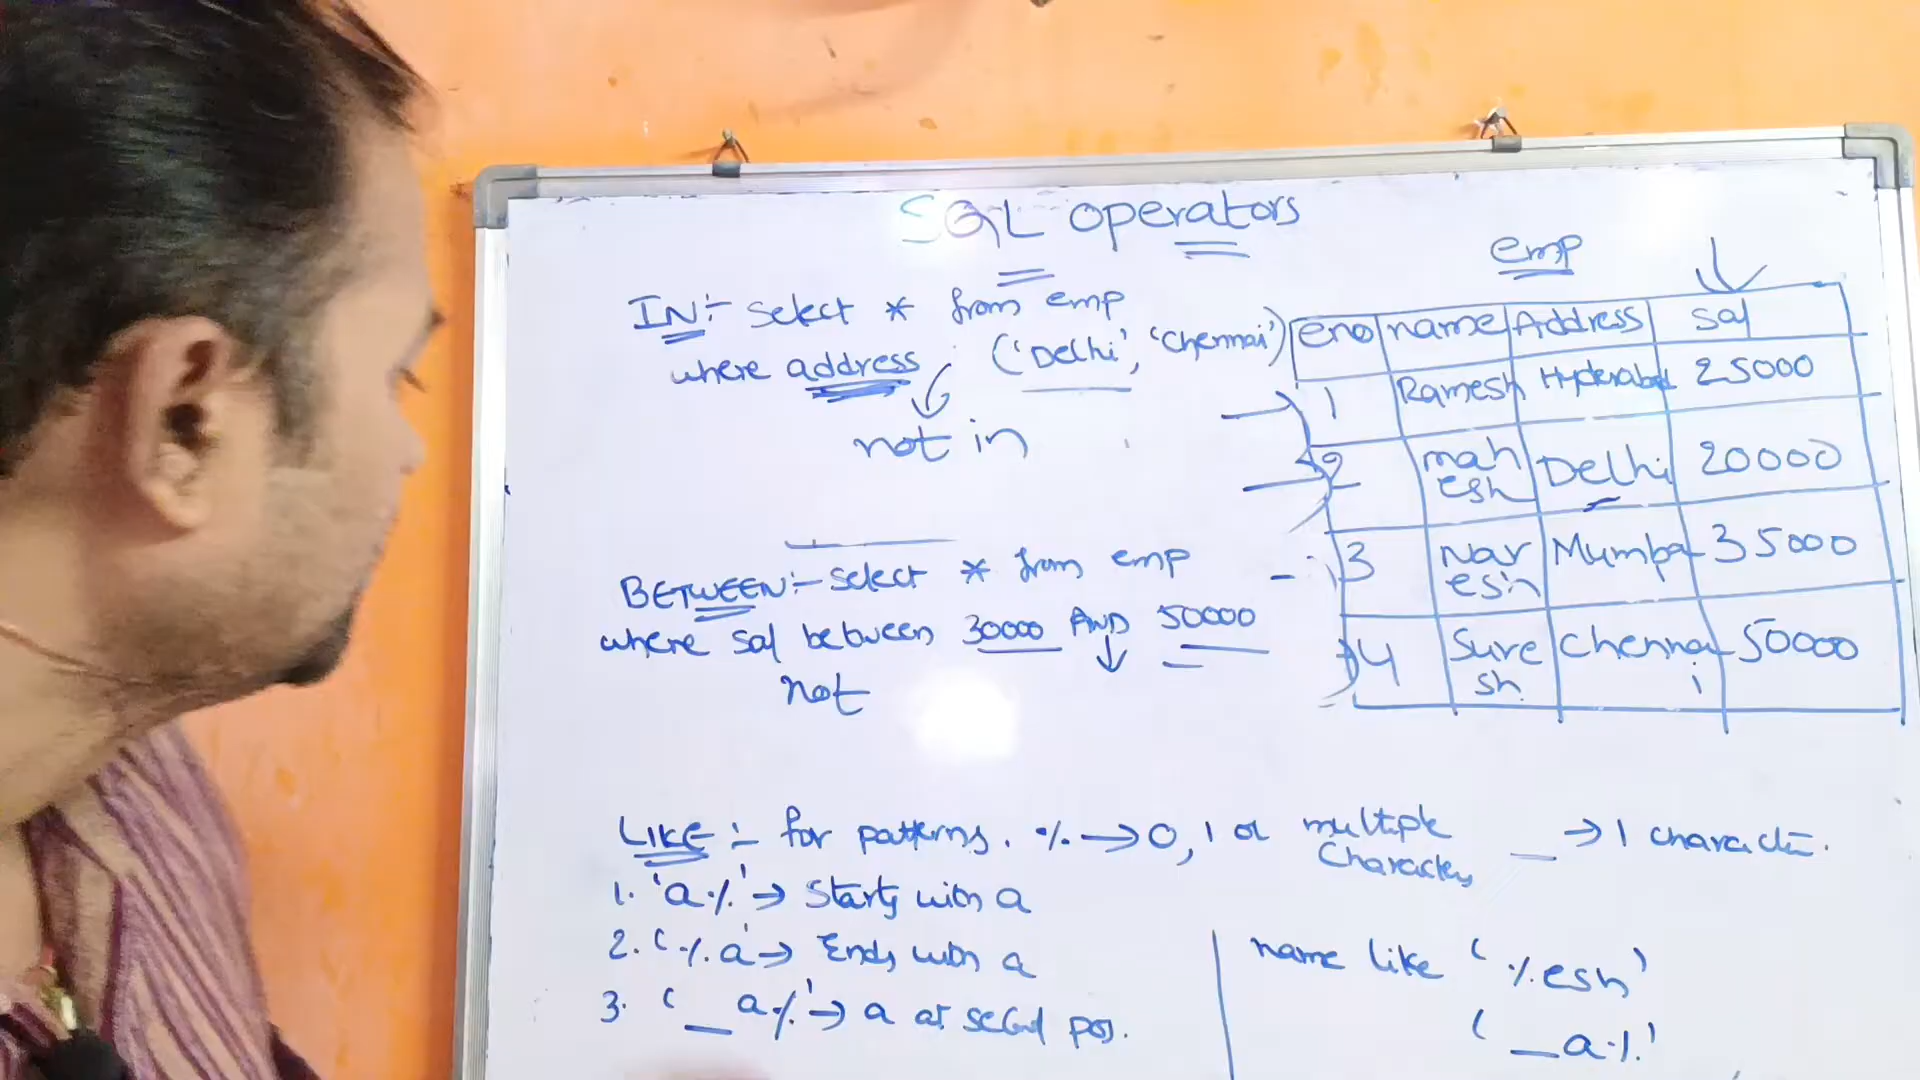 SQL operators
IN:- select * from emp
where address ('Delhi', 'Chennai')
not in
BETWEEN:- select * from emp
where sal between 30000 AND 50000
not
emp
eno name Address sal
1 Ramesh Hyderabad 25000
2 mahesh Delhi 20000
3 Naresh Mumbai 35000
4 Suresh Chennai 50000
LIKE:- for patterns. % → 0, 1 or multiple characters _ → 1 character.
1. 'a%' → Starts with a
2. '%a' → Ends with a
3. '_a%' → a at second pos.
name like '%esh'
'_a%'